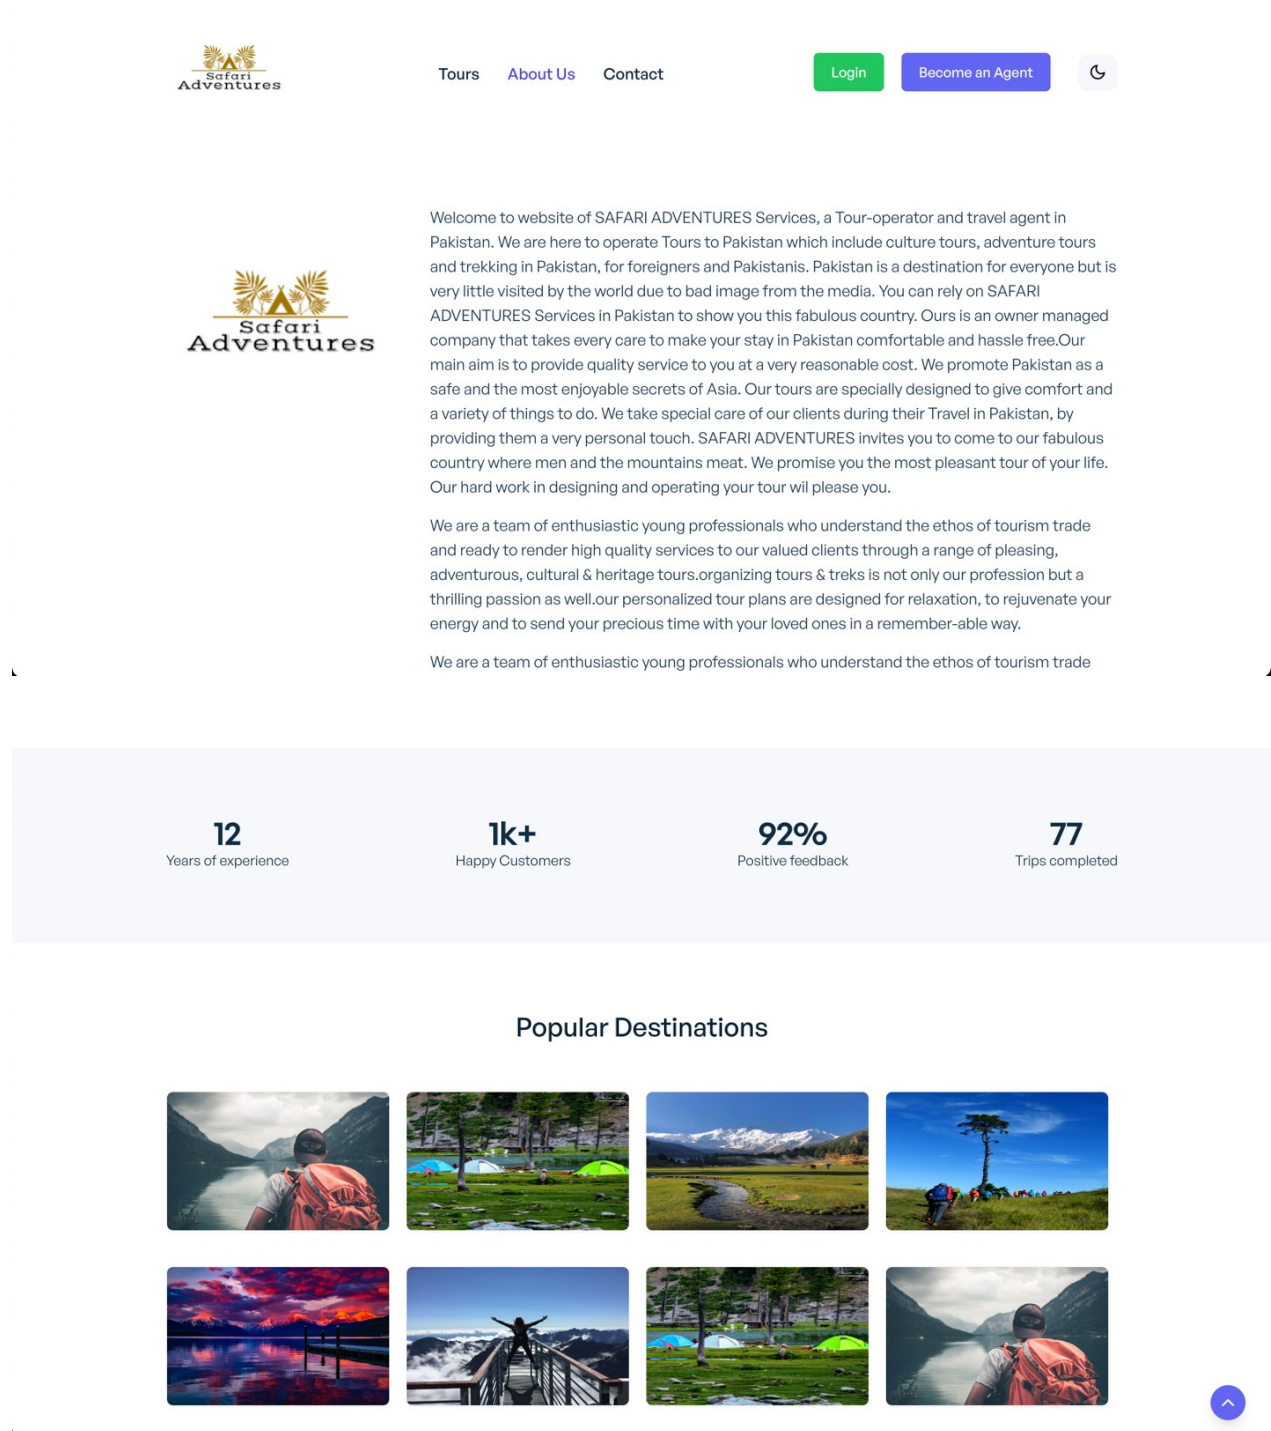 Safari
Adventures
Tours
About Us
Contact
Login
Become an Agent
Safari
Adventures
Welcome to website of SAFARI ADVENTURES Services, a Tour-operator and travel agent in
Pakistan. We are here to operate Tours to Pakistan which include culture tours, adventure tours
and trekking in Pakistan, for foreigners and Pakistanis. Pakistan is a destination for everyone but is
very little visited by the world due to bad image from the media. You can rely on SAFARI
ADVENTURES Services in Pakistan to show you this fabulous country. Ours is an owner managed
company that takes every care to make your stay in Pakistan comfortable and hassle free.Our
main aim is to provide quality service to you at a very reasonable cost. We promote Pakistan as a
safe and the most enjoyable secrets of Asia. Our tours are specially designed to give comfort and
a variety of things to do. We take special care of our clients during their Travel in Pakistan, by
providing them a very personal touch. SAFARI ADVENTURES invites you to come to our fabulous
country where men and the mountains meat. We promise you the most pleasant tour of your life.
Our hard work in designing and operating your tour wil please you.
We are a team of enthusiastic young professionals who understand the ethos of tourism trade
and ready to render high quality services to our valued clients through a range of pleasing,
adventurous, cultural & heritage tours.organizing tours & treks is not only our profession but a
thrilling passion as well.our personalized tour plans are designed for relaxation, to rejuvenate your
energy and to send your precious time with your loved ones in a remember-able way.
We are a team of enthusiastic young professionals who understand the ethos of tourism trade
12
Years of experience
1k+
Happy Customers
92%
Positive feedback
77
Trips completed
Popular Destinations